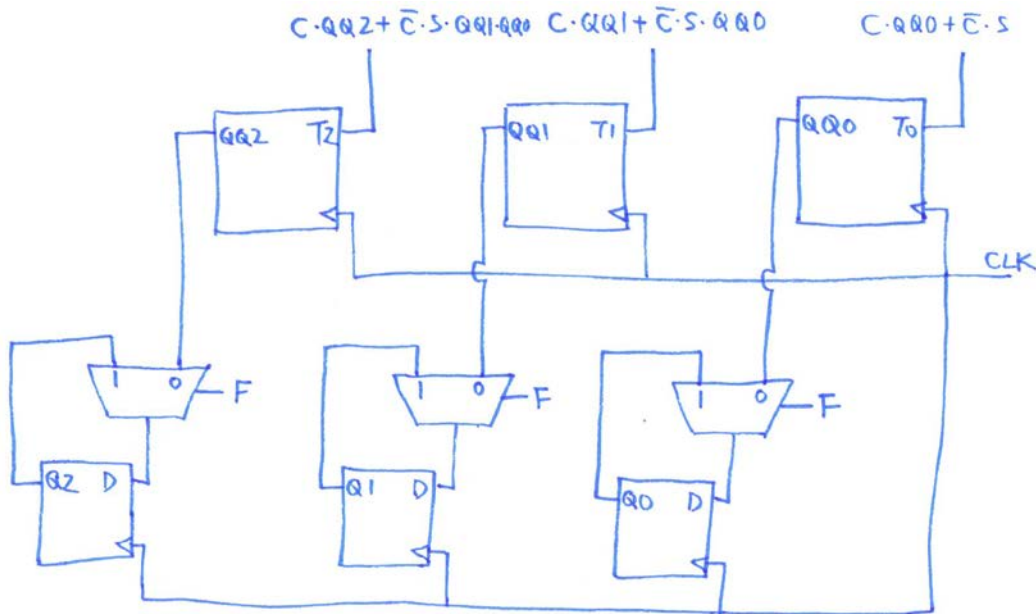 C·QQ2+C̅·S·QQ1·QQ0 C·QQ1+C̅·S·QQ0 C·QQ0+C̅·S
QQ2 T2 QQ1 T1 QQ0 T0
CLK
1 0 F 1 0 F 1 0 F
Q2 D Q1 D Q0 D